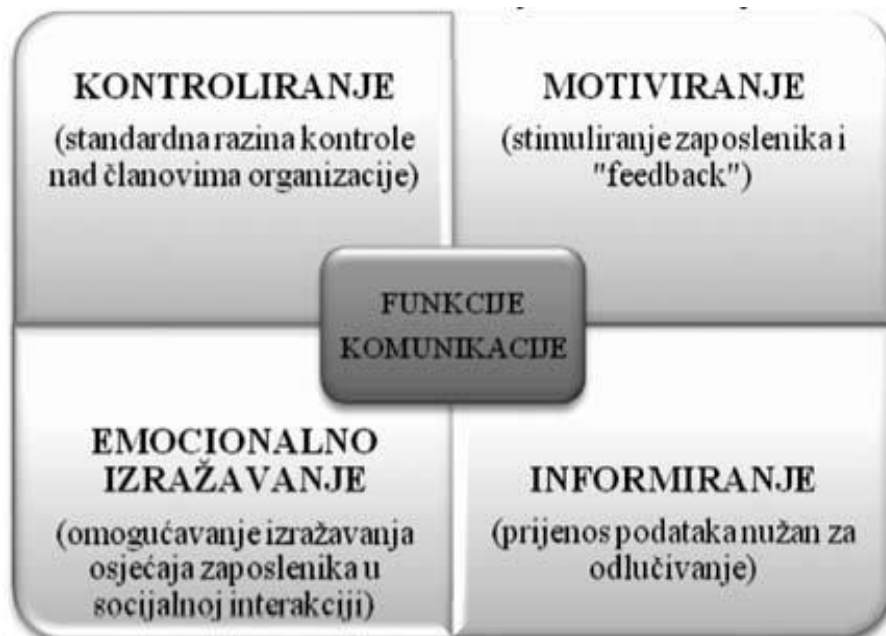 KONTROLIRANJE
(standardna razina kontrole
nad članovima organizacije)
MOTIVIRANJE
(stimuliranje zaposlenika i
"feedback")
FUNKCIJE
KOMUNIKACIJE
EMOCIONALNO
IZRAŽAVANJE
(omogućavanje izražavanja
osjećaja zaposlenika u
socijalnoj interakciji)
INFORMIRANJE
(prijenos podataka nužan za
odlučivanje)